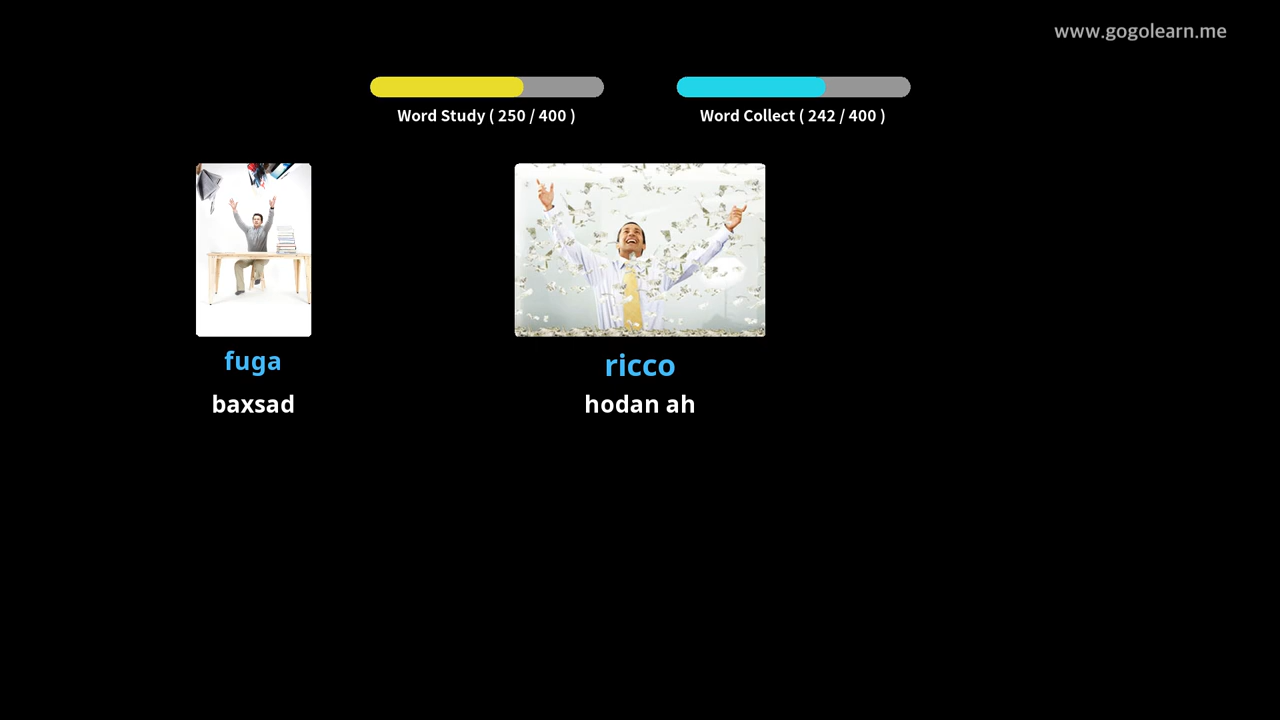 www.gogolearn.me
Word Study ( 250 / 400 )
Word Collect ( 242 / 400 )
fuga
baxsad
ricco
hodan ah